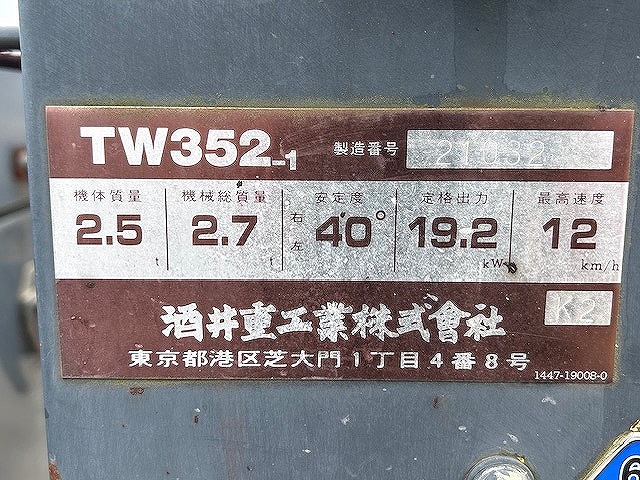 TW352-1
製造番号 21032
機体質量 機械総質量 安定度 定格出力 最高速度
2.5 t 2.7 t 右左 40° 19.2 kW 12 km/h
K2
酒井重工業株式會社
東京都港区芝大門1丁目4番8号
1447-19008-0